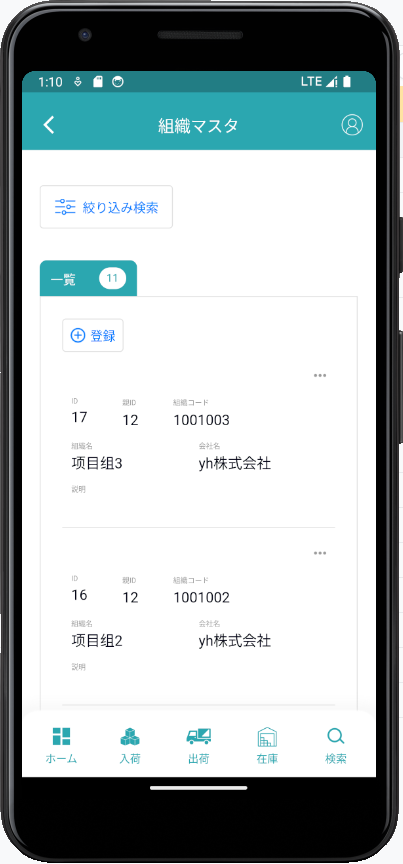 1:10 LTE
組織マスタ
絞り込み検索
一覧 11
登録
ID 親ID 組織コード
17 12 1001003
組織名 会社名
项目组3 yh株式会社
説明
ID 親ID 組織コード
16 12 1001002
組織名 会社名
项目组2 yh株式会社
説明
ホーム 入荷 出荷 在庫 検索